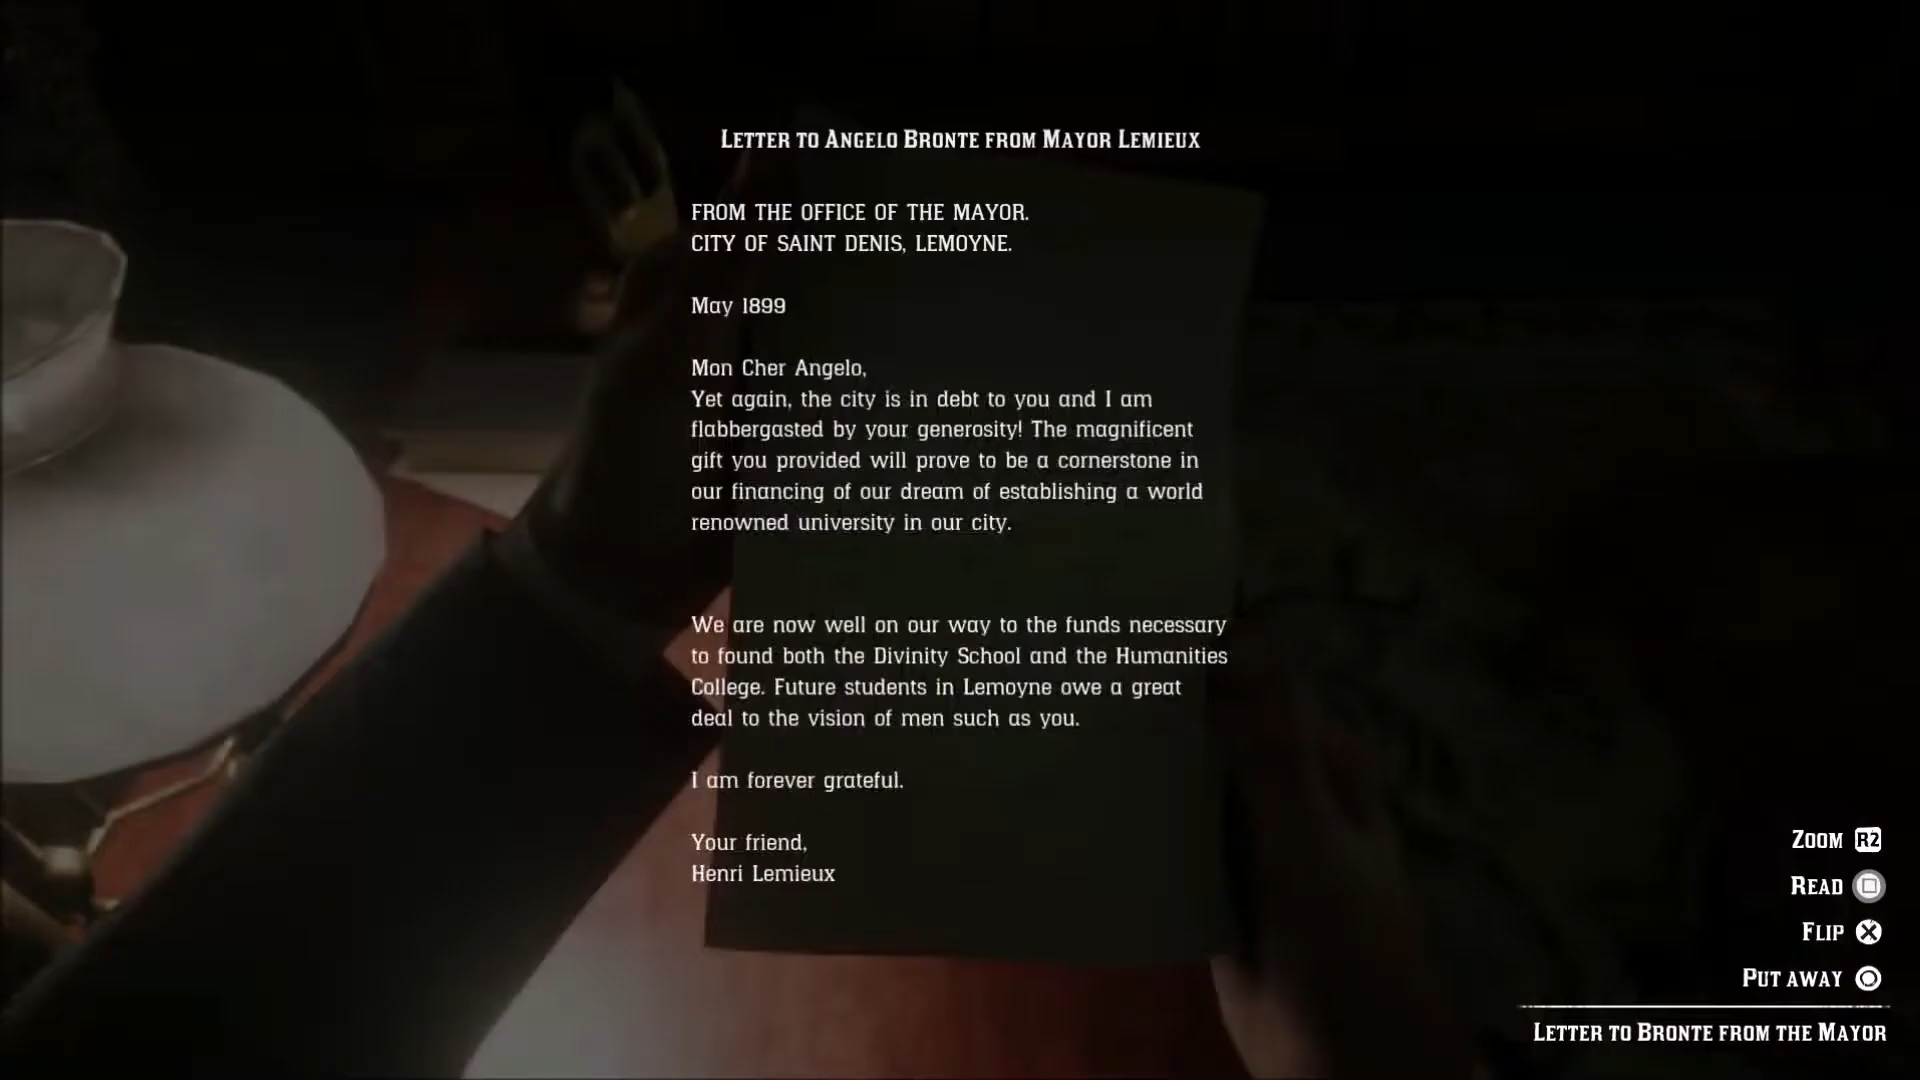 Letter to Angelo Bronte from Mayor Lemieux
FROM THE OFFICE OF THE MAYOR.
CITY OF SAINT DENIS, LEMOYNE.
May 1899
Mon Cher Angelo,
Yet again, the city is in debt to you and I am
flabbergasted by your generosity! The magnificent
gift you provided will prove to be a cornerstone in
our financing of our dream of establishing a world
renowned university in our city.
We are now well on our way to the funds necessary
to found both the Divinity School and the Humanities
College. Future students in Lemoyne owe a great
deal to the vision of men such as you.
I am forever grateful.
Your friend,
Henri Lemieux
Zoom R2
Read
Flip
Put away
Letter to Bronte from the Mayor